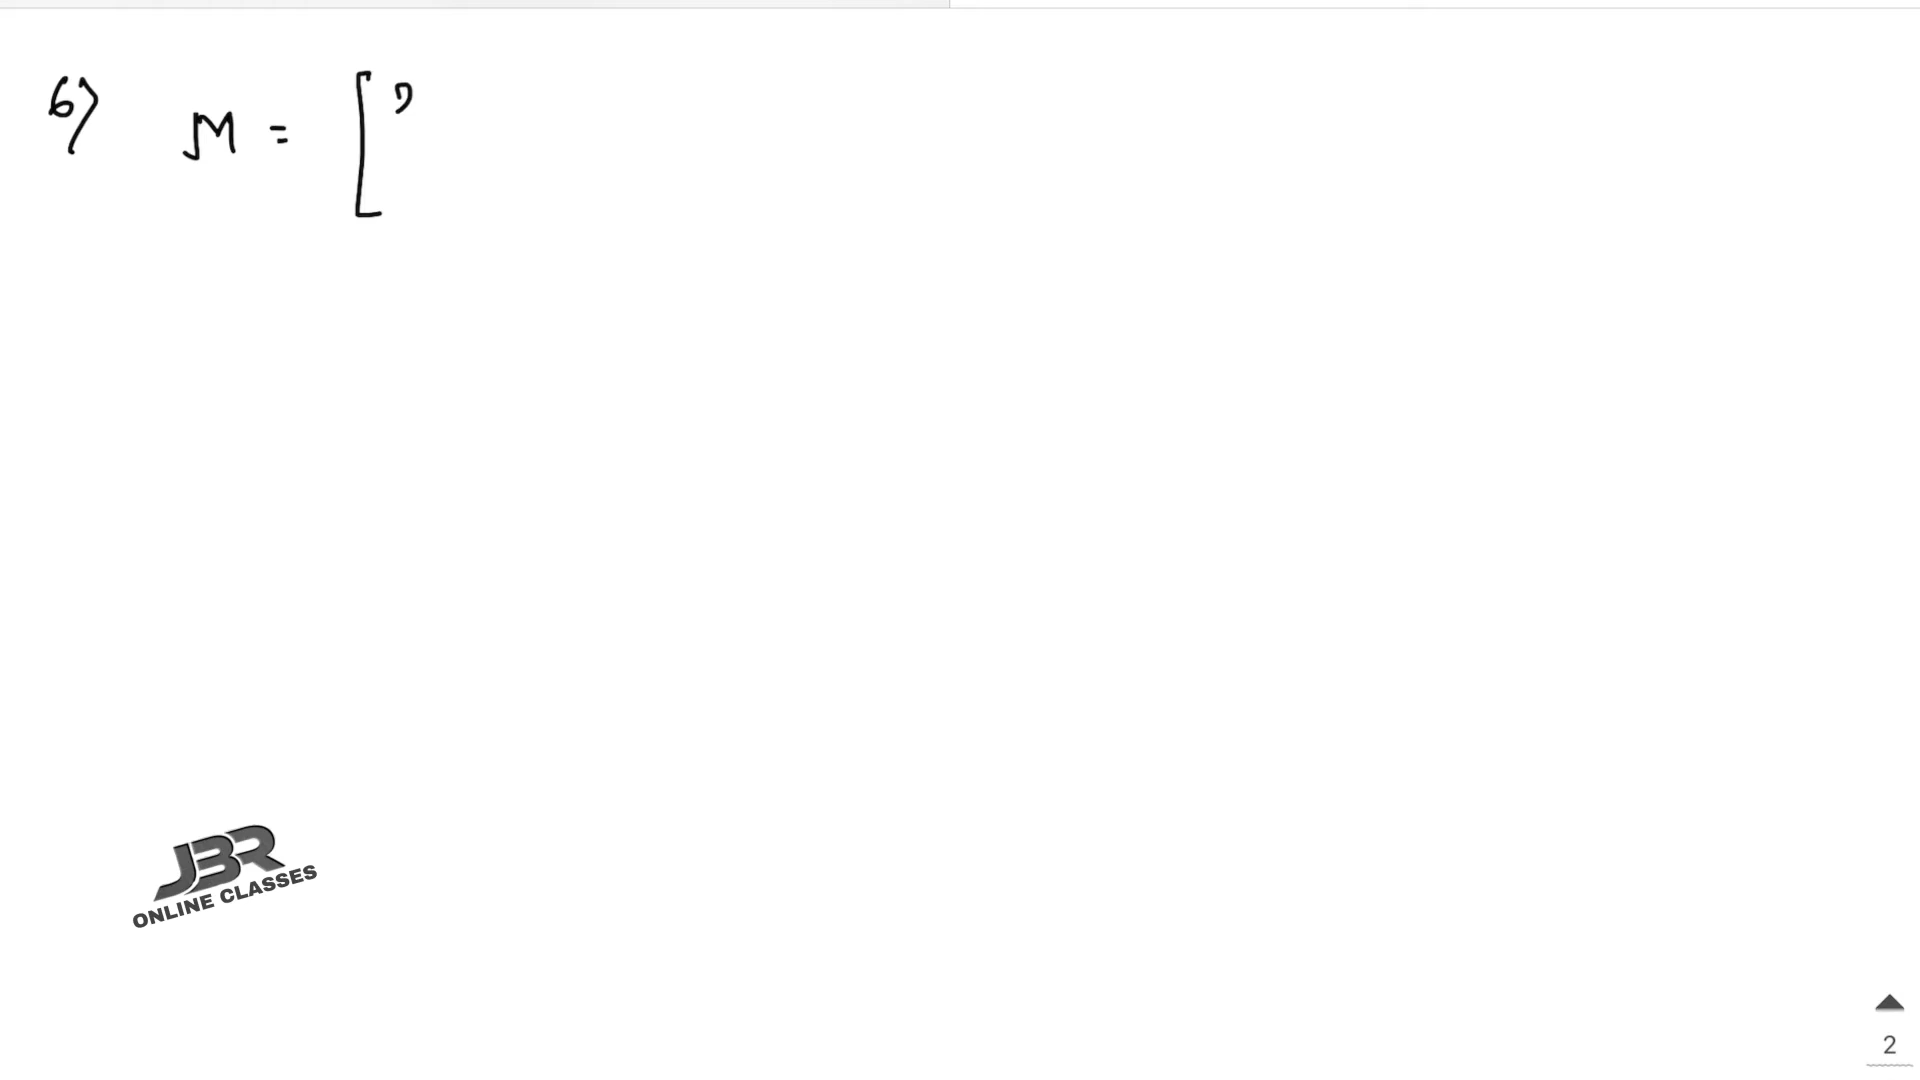 6) M = [
JBR
ONLINE CLASSES
2